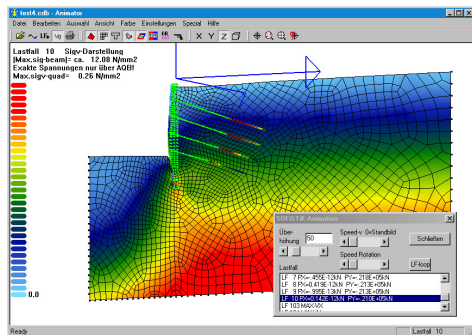 test4.cdb - Animator
Datei Bearbeiten Auswahl Ansicht Farbe Einstellungen Spezial Hilfe
LF0 X Y Z
Lastfall 10 Sigv-Darstellung
|Max.sig-beam|= ca. 12.08 N/mm2
Exakte Spannungen nur über AQB!
Max.sigv-quad= 0.26 N/mm2
0.0
SOFiSTiK-Animation
Über-
höhung
50
Speed-v. 0=Standbild
Schließen
Speed Rotation
LF-loop
Lastfall
LF 7 PX=.455E-12kN PY=-.218E+05kN
LF 8 PX=0.419E-12kN PY=-.213E+05kN
LF 9 PX=-.995E-13kN PY=-.213E+05kN
LF 10 PX=0.142E-12kN PY=-.210E+05kN
LF 103 MAX-VX
Ready
Lastfall 10